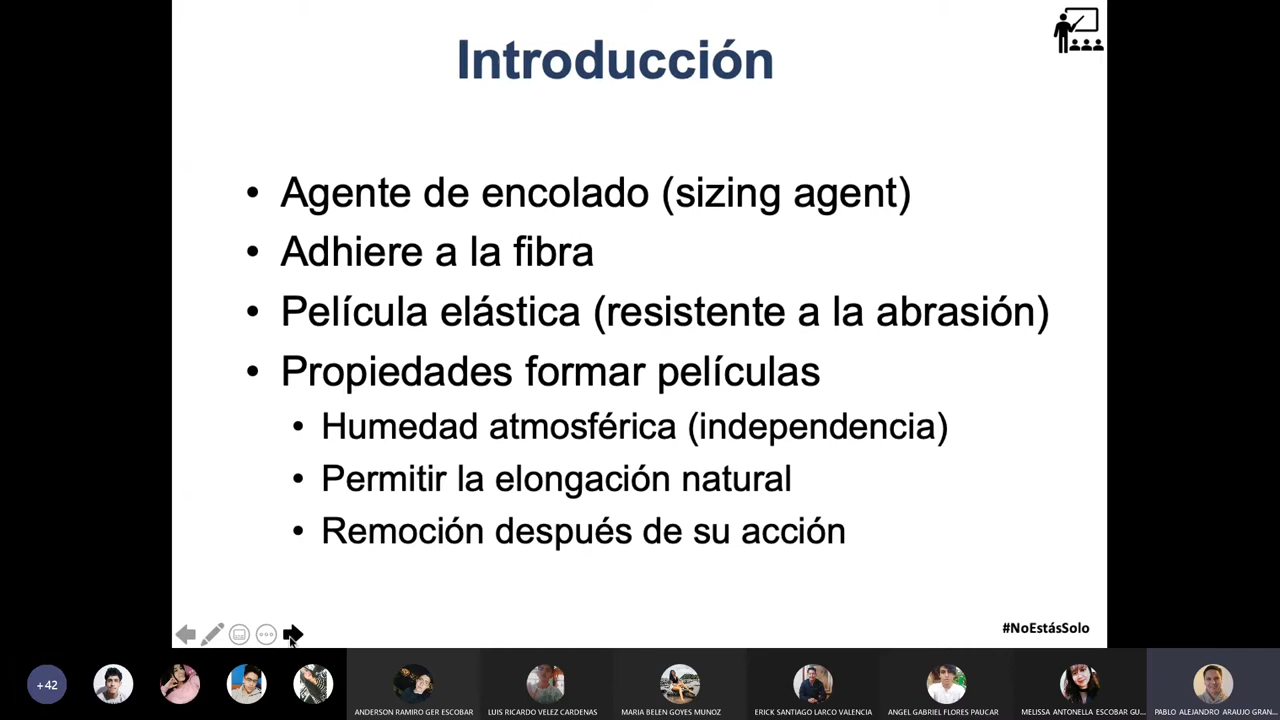 Introducción
• Agente de encolado (sizing agent)
• Adhiere a la fibra
• Película elástica (resistente a la abrasión)
• Propiedades formar películas
• Humedad atmosférica (independencia)
• Permitir la elongación natural
• Remoción después de su acción
#NoEstásSolo
+42
ANDERSON RAMIRO GER ESCOBAR
LUIS RICARDO VELEZ CARDENAS
MARIA BELEN GOYES MUNOZ
ERICK SANTIAGO LARCO VALENCIA
ANGEL GABRIEL FLORES PAUCAR
MELISSA ANTONELLA ESCOBAR GU...
PABLO ALEJANDRO ARAUJO GRAN...